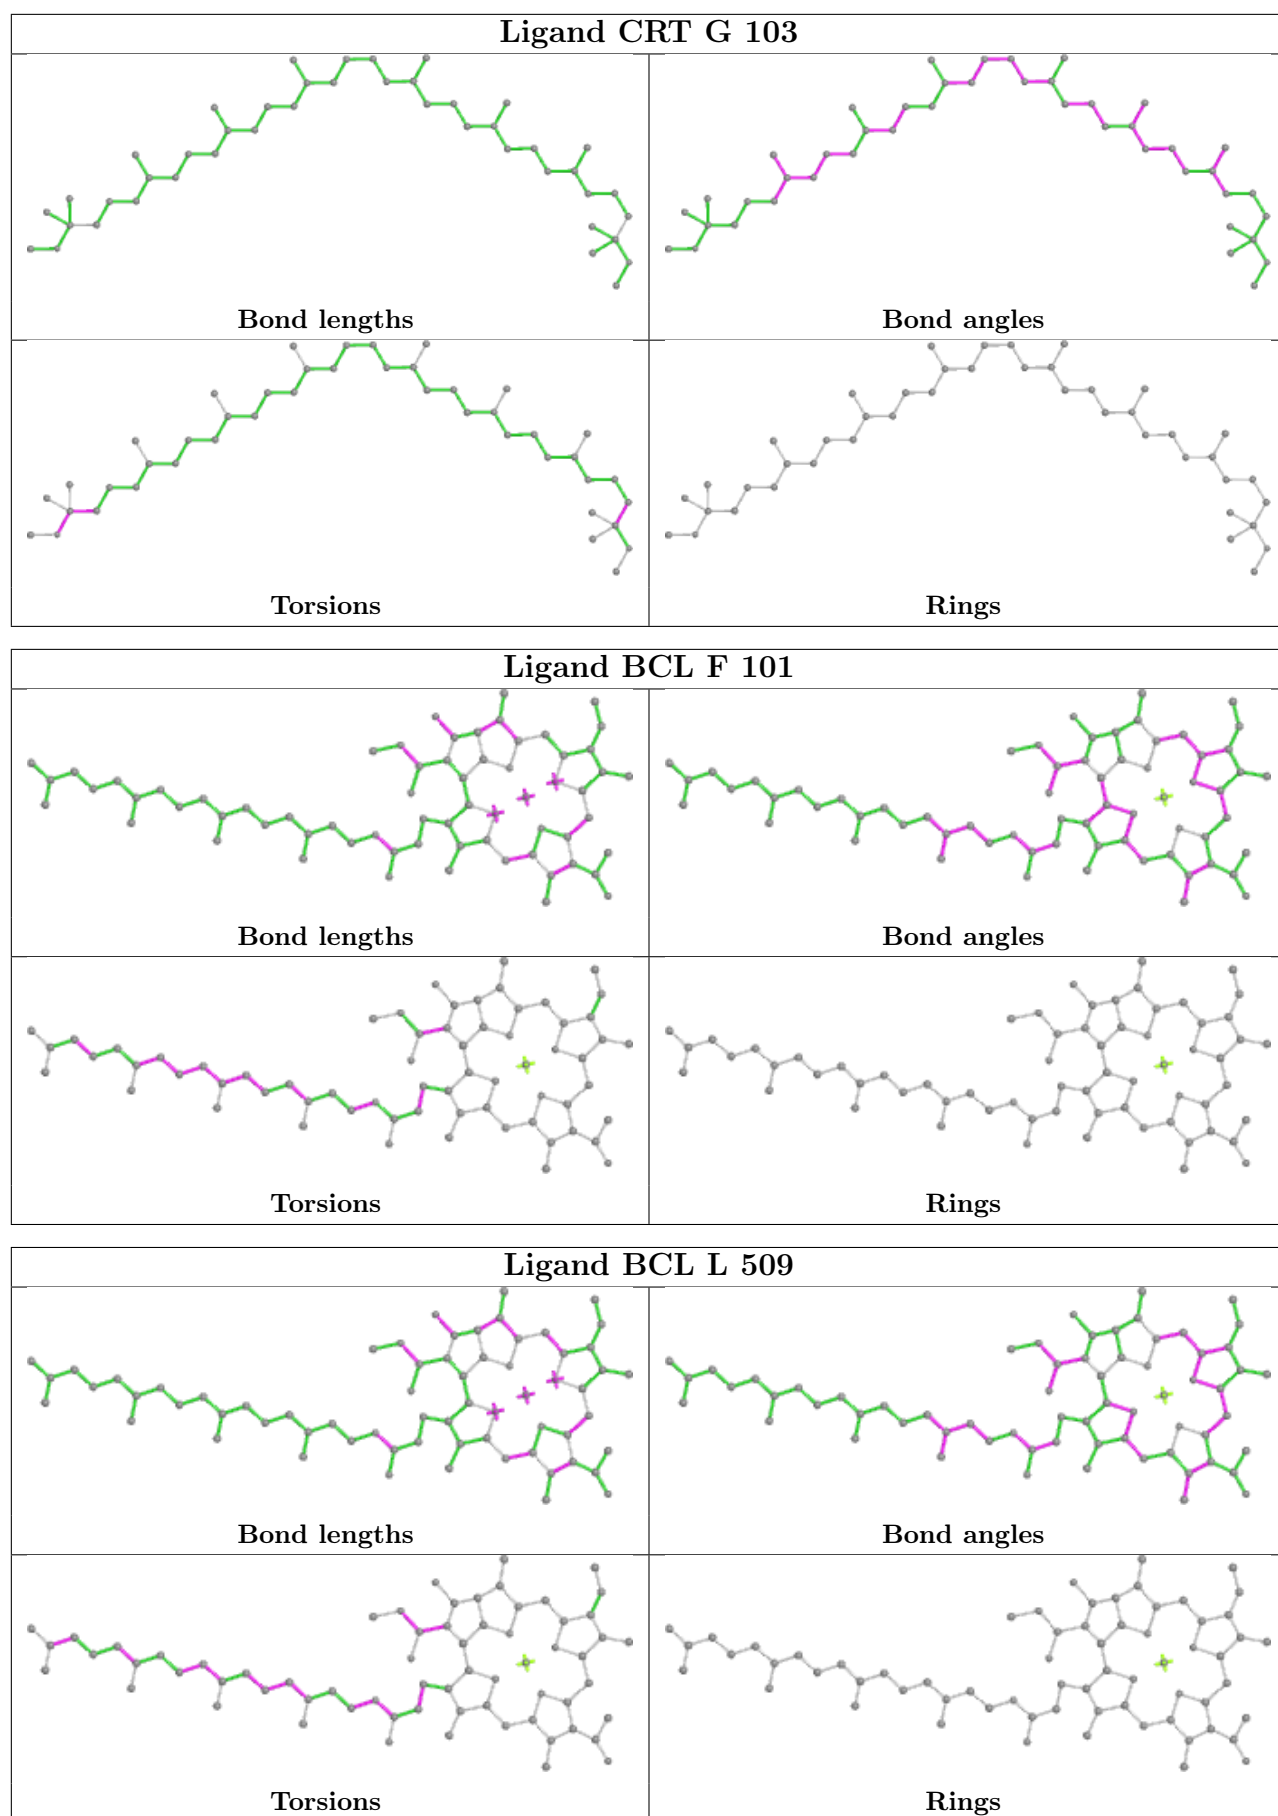 Ligand CRT G 103
Bond lengths
Bond angles
Torsions
Rings
Ligand BCL F 101
Bond lengths
Bond angles
Torsions
Rings
Ligand BCL L 509
Bond lengths
Bond angles
Torsions
Rings